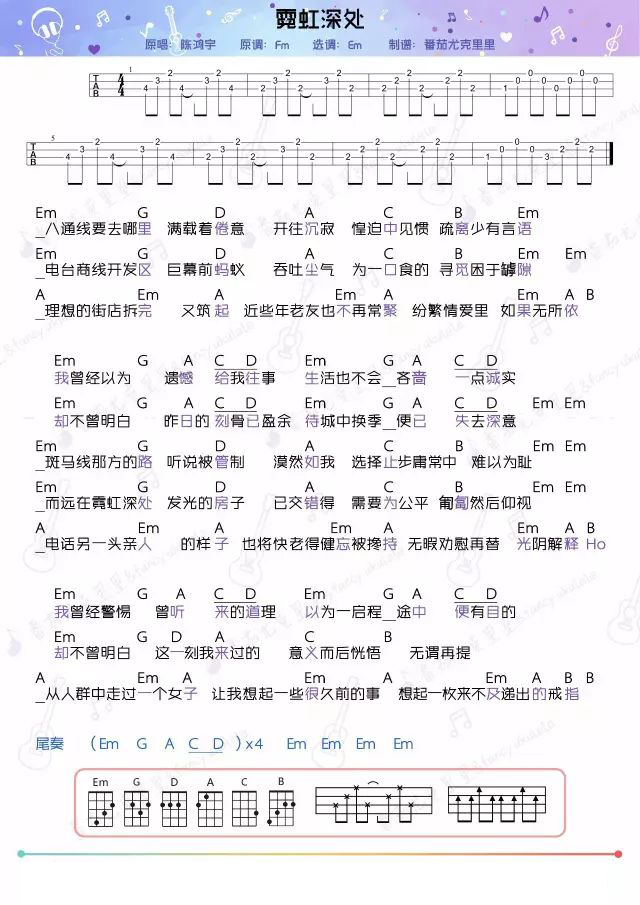 霓虹深处
原唱：陈鸿宇 原调：Fm 选调：Em 制谱：番茄尤克里里
Em G D A C B Em
_八通线要去哪里 满载着倦意 开往沉寂 惶迫中见惯 疏离少有言语
Em G D A C B Em Em
_电台商线开发区 巨幕前蚂蚁 吞吐尘气 为一口食的 寻觅困于罅隙
A Em A Em A Em A B
_理想的街店拆完 又筑起 近些年老友也不再常聚 纷繁情爱里 如果无所依
Em G A C D Em G A C D
我曾经以为 遗憾 给我往事 生活也不会_吝啬 一点诚实
Em G A C D Em G A C D Em Em
却不曾明白 昨日的刻骨已盈余 待城中换季_便已 失去深意
Em G D A C B Em Em
_斑马线那方的路 听说被管制 漠然如我 选择止步庸常中 难以为耻
Em G D A C B Em Em
_而远在霓虹深处 发光的房子 已交错得 需要为公平 匍匐然后仰视
A Em A Em A Em A B
_电话另一头亲人 的样子 也将快老得健忘被搀持 无暇劝慰再替 光阴解释 Ho
Em G A C D Em G A C D
我曾经警惕 曾听 来的道理 以为一启程_途中 便有目的
Em G D A C B
却不曾明白 这一刻我来过的 意义而后恍悟 无谓再提
A Em A Em A Em A B B
_从人群中走过一个女子 让我想起一些很久前的事 想起一枚来不及递出的戒指
尾奏 （Em G A C D ）x4 Em Em Em Em
Em G D A C B